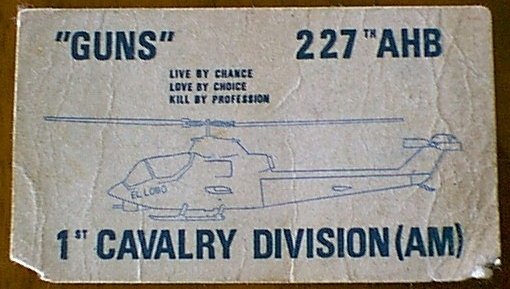 "GUNS" 227TH AHB
LIVE BY CHANCE
LOVE BY CHOICE
KILL BY PROFESSION
EL LOBO
1ST CAVALRY DIVISION (AM)